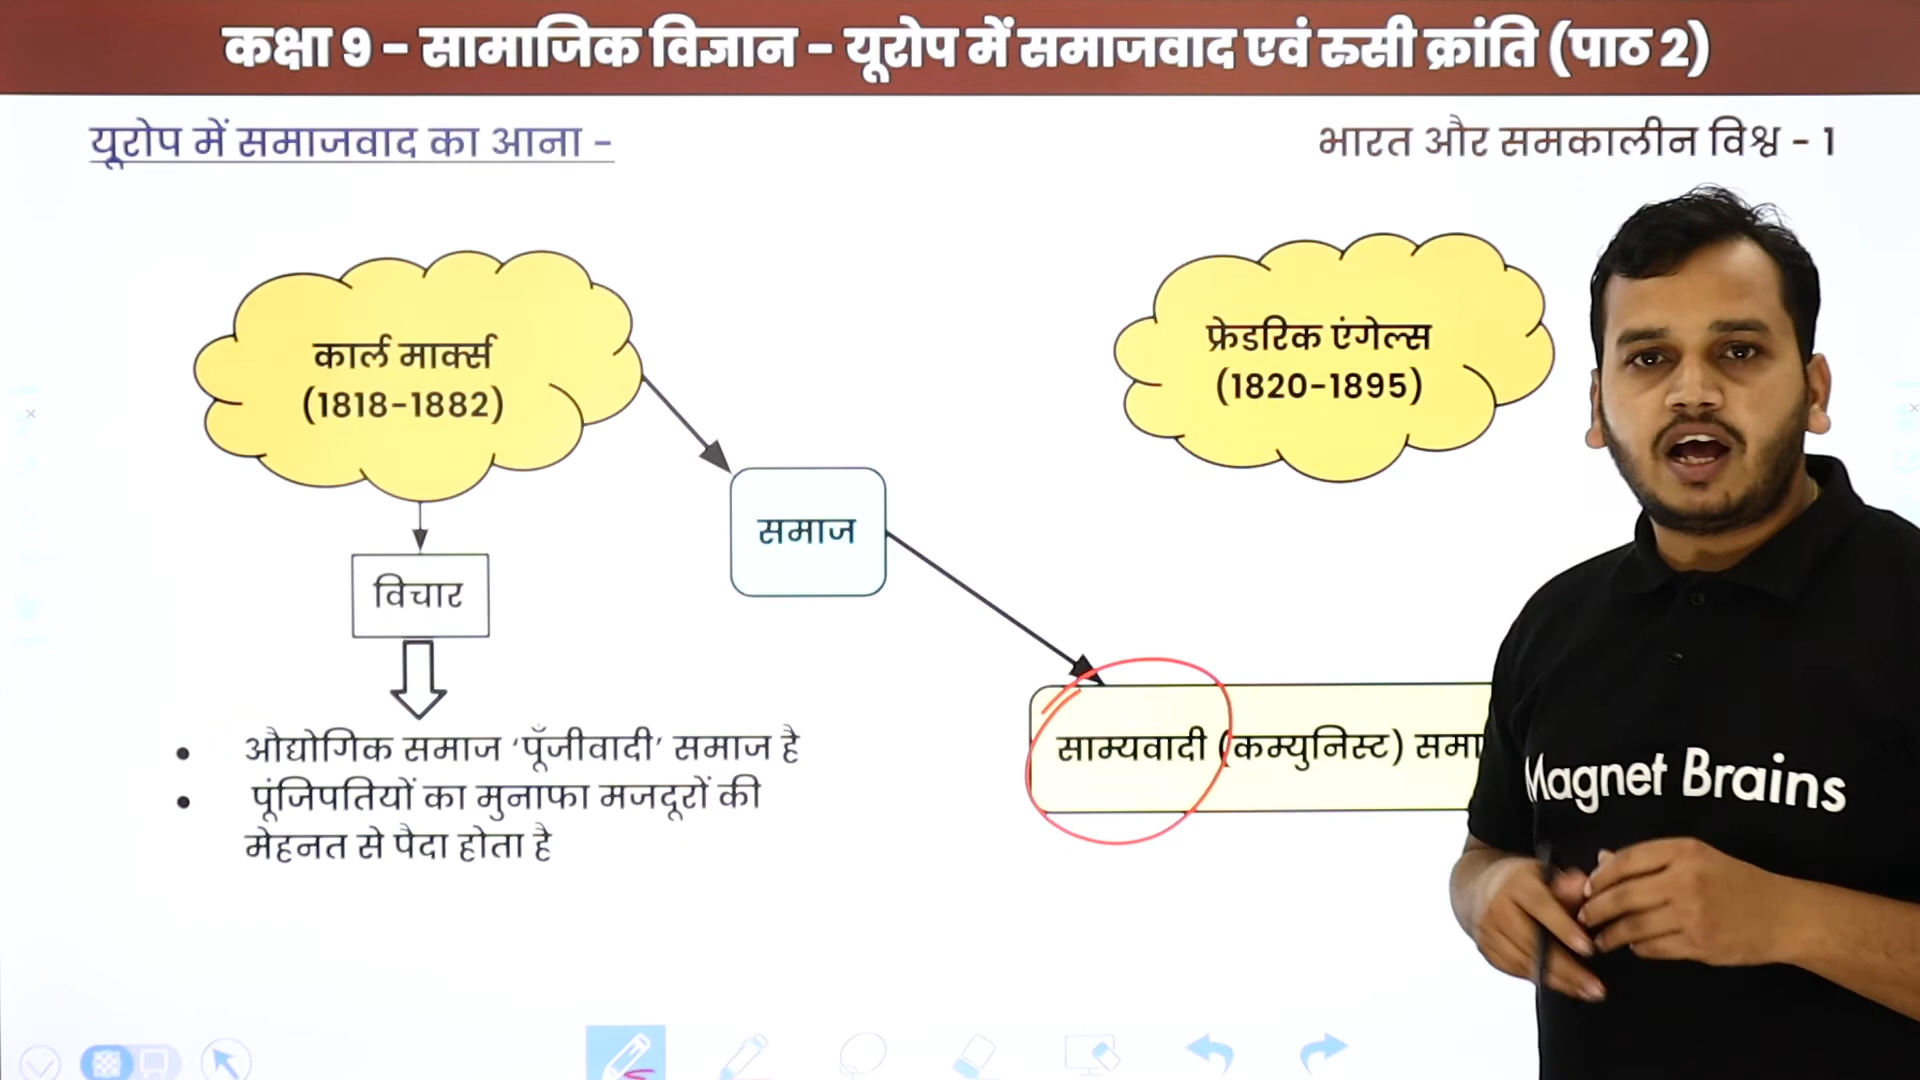 कक्षा 9 - सामाजिक विज्ञान - यूरोप में समाजवाद एवं रुसी क्रांति (पाठ 2)
यूरोप में समाजवाद का आना -
भारत और समकालीन विश्व - 1
कार्ल मार्क्स
(1818-1882)
फ्रेडरिक एंगेल्स
(1820-1895)
समाज
विचार
साम्यवादी (कम्युनिस्ट)
• औद्योगिक समाज ‘पूँजीवादी’ समाज है
• पूंजिपतियों का मुनाफा मजदूरों की
मेहनत से पैदा होता है
Magnet Brains